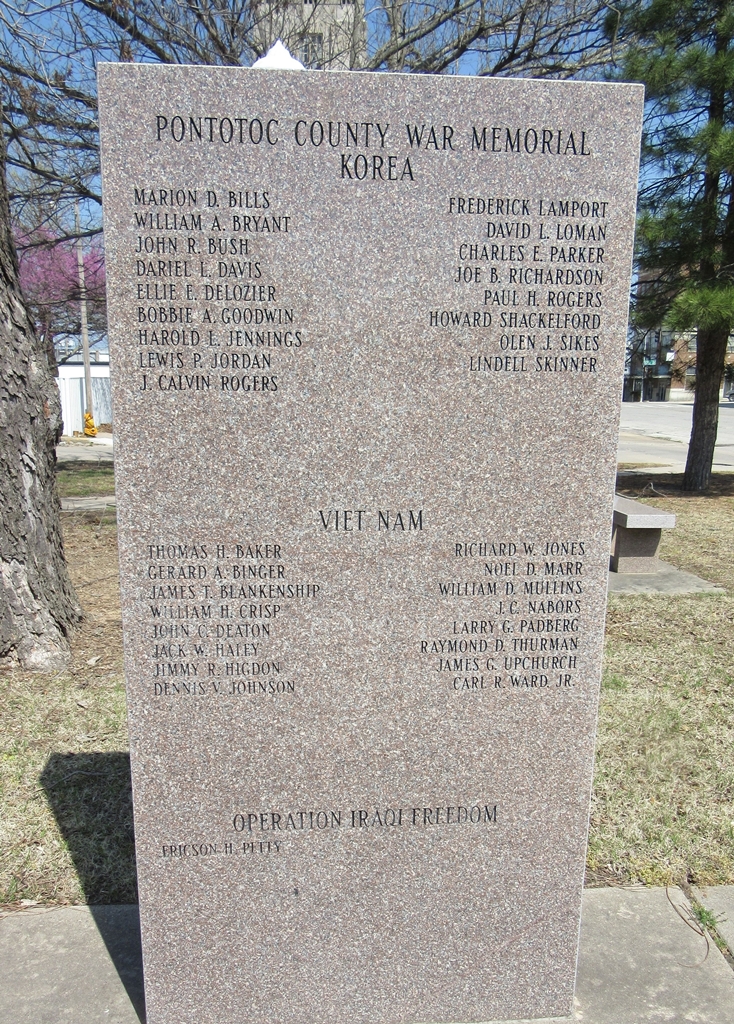 PONTOTOC COUNTY WAR MEMORIAL
KOREA
MARION D. BILLS
WILLIAM A. BRYANT
JOHN R. BUSH
DARIEL L. DAVIS
ELLIE E. DELOZIER
BOBBIE A. GOODWIN
HAROLD L. JENNINGS
LEWIS P. JORDAN
J. CALVIN ROGERS
FREDERICK LAMPORT
DAVID L. LOMAN
CHARLES E. PARKER
JOE B. RICHARDSON
PAUL H. ROGERS
HOWARD SHACKELFORD
OLEN J. SIKES
LINDELL SKINNER
VIET NAM
THOMAS H. BAKER
GERARD A. BINGER
JAMES T. BLANKENSHIP
WILLIAM H. CRISP
JOHN C. DEATON
JACK W. HALEY
JIMMY R. HIGDON
DENNIS V. JOHNSON
RICHARD W. JONES
NOEL D. MARR
WILLIAM D. MULLINS
J. C. NABORS
LARRY G. PADBERG
RAYMOND D. THURMAN
JAMES G. UPCHURCH
CARL R. WARD, JR.
OPERATION IRAQI FREEDOM
ERICSON H. PETTY